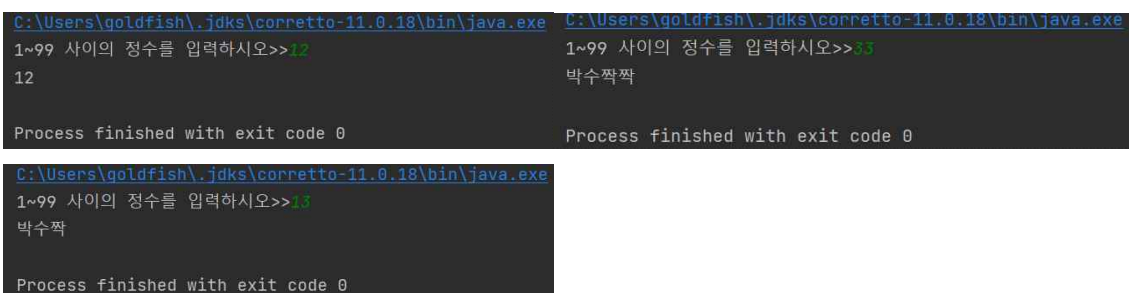 C:\Users\goldfish\.jdks\corretto-11.0.18\bin\java.exe
1~99 사이의 정수를 입력하시오>>12
12
Process finished with exit code 0
C:\Users\goldfish\.jdks\corretto-11.0.18\bin\java.exe
1~99 사이의 정수를 입력하시오>>33
박수짝짝
Process finished with exit code 0
C:\Users\goldfish\.jdks\corretto-11.0.18\bin\java.exe
1~99 사이의 정수를 입력하시오>>13
박수짝
Process finished with exit code 0